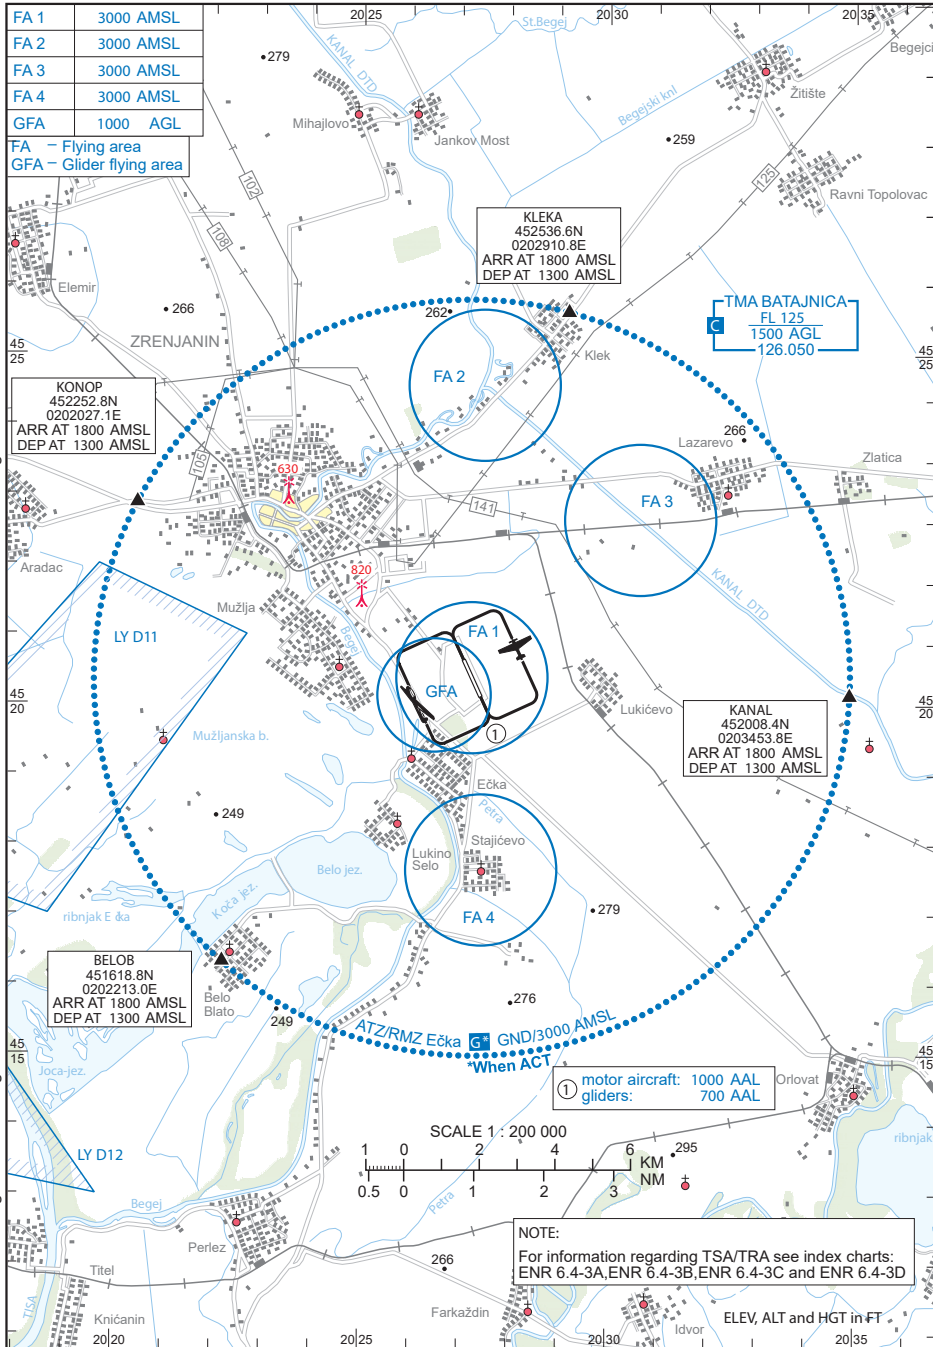 FA 1 3000 AMSL
FA 2 3000 AMSL
FA 3 3000 AMSL
FA 4 3000 AMSL
GFA 1000 AGL
FA – Flying area
GFA – Glider flying area
20 25
20 30
20 35
St.Begej
Begejci
279
KANAL DTD
Mihajlovo
Jankov Most
Begejski knl
Žitište
259
102
125
Ravni Topolovac
108
KLEKA
452536.6N
0202910.8E
ARR AT 1800 AMSL
DEP AT 1300 AMSL
Elemir
266
262
ZRENJANIN
TMA BATAJNICA
C
FL 125
1500 AGL
126.050
45
25
Klek
45
25
FA 2
KONOP
452252.8N
0202027.1E
ARR AT 1800 AMSL
DEP AT 1300 AMSL
266
Lazarevo
Zlatica
105
630
FA 3
141
Aradac
820
KANAL DTD
Mužlja
LY D11
Begej
FA 1
GFA
45
20
Lukićevo
45
20
KANAL
452008.4N
0203453.8E
ARR AT 1800 AMSL
DEP AT 1300 AMSL
Mužljanska b.
1
Ečka
Petra
249
Lukino
Selo
Stajićevo
Belo jez.
Koča jez.
ribnjak E čka
FA 4
279
BELOB
451618.8N
0202213.0E
ARR AT 1800 AMSL
DEP AT 1300 AMSL
Belo
Blato
249
276
ATZ/RMZ Ečka G* GND/3000 AMSL
*When ACT
45
15
45
15
Joca-jez.
1 motor aircraft: 1000 AAL
gliders: 700 AAL
Orlovat
SCALE 1 : 200 000
1 0 2 4 6 KM
0.5 0 1 2 3 NM
295
ribnjak
LY D12
Begej
Petra
Perlez
NOTE:
For information regarding TSA/TRA see index charts:
ENR 6.4-3A,ENR 6.4-3B,ENR 6.4-3C and ENR 6.4-3D
Titel
266
TISA
Knićanin
Farkaždin
Idvor
ELEV, ALT and HGT in FT
20 20
20 25
20 30
20 35